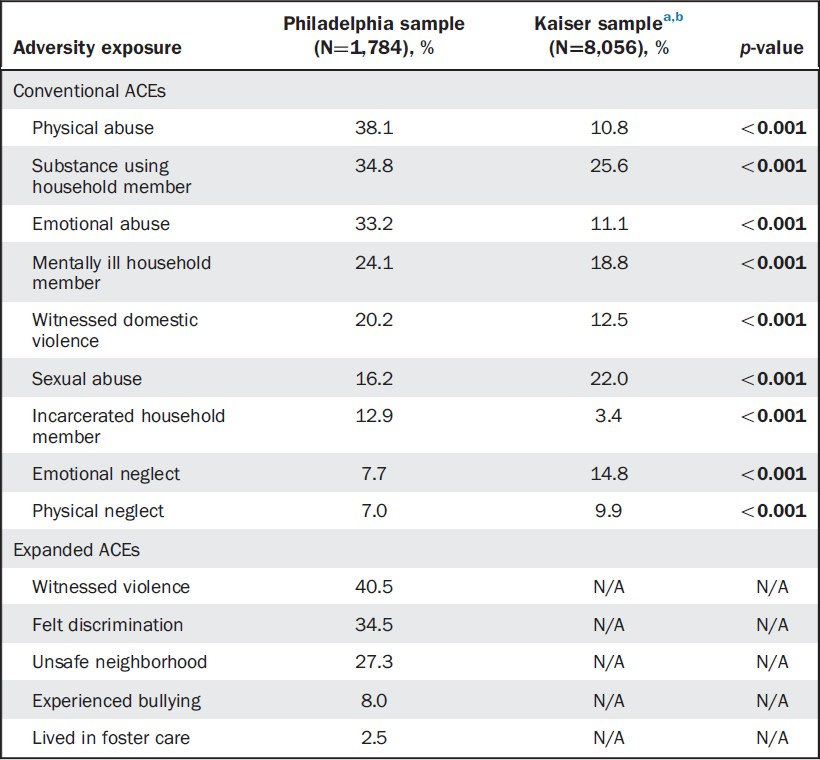 Adversity exposure Philadelphia sample (N=1,784), % Kaiser sample a,b (N=8,056), % p-value
Conventional ACEs
Physical abuse 38.1 10.8 <0.001
Substance using household member 34.8 25.6 <0.001
Emotional abuse 33.2 11.1 <0.001
Mentally ill household member 24.1 18.8 <0.001
Witnessed domestic violence 20.2 12.5 <0.001
Sexual abuse 16.2 22.0 <0.001
Incarcerated household member 12.9 3.4 <0.001
Emotional neglect 7.7 14.8 <0.001
Physical neglect 7.0 9.9 <0.001
Expanded ACEs
Witnessed violence 40.5 N/A N/A
Felt discrimination 34.5 N/A N/A
Unsafe neighborhood 27.3 N/A N/A
Experienced bullying 8.0 N/A N/A
Lived in foster care 2.5 N/A N/A